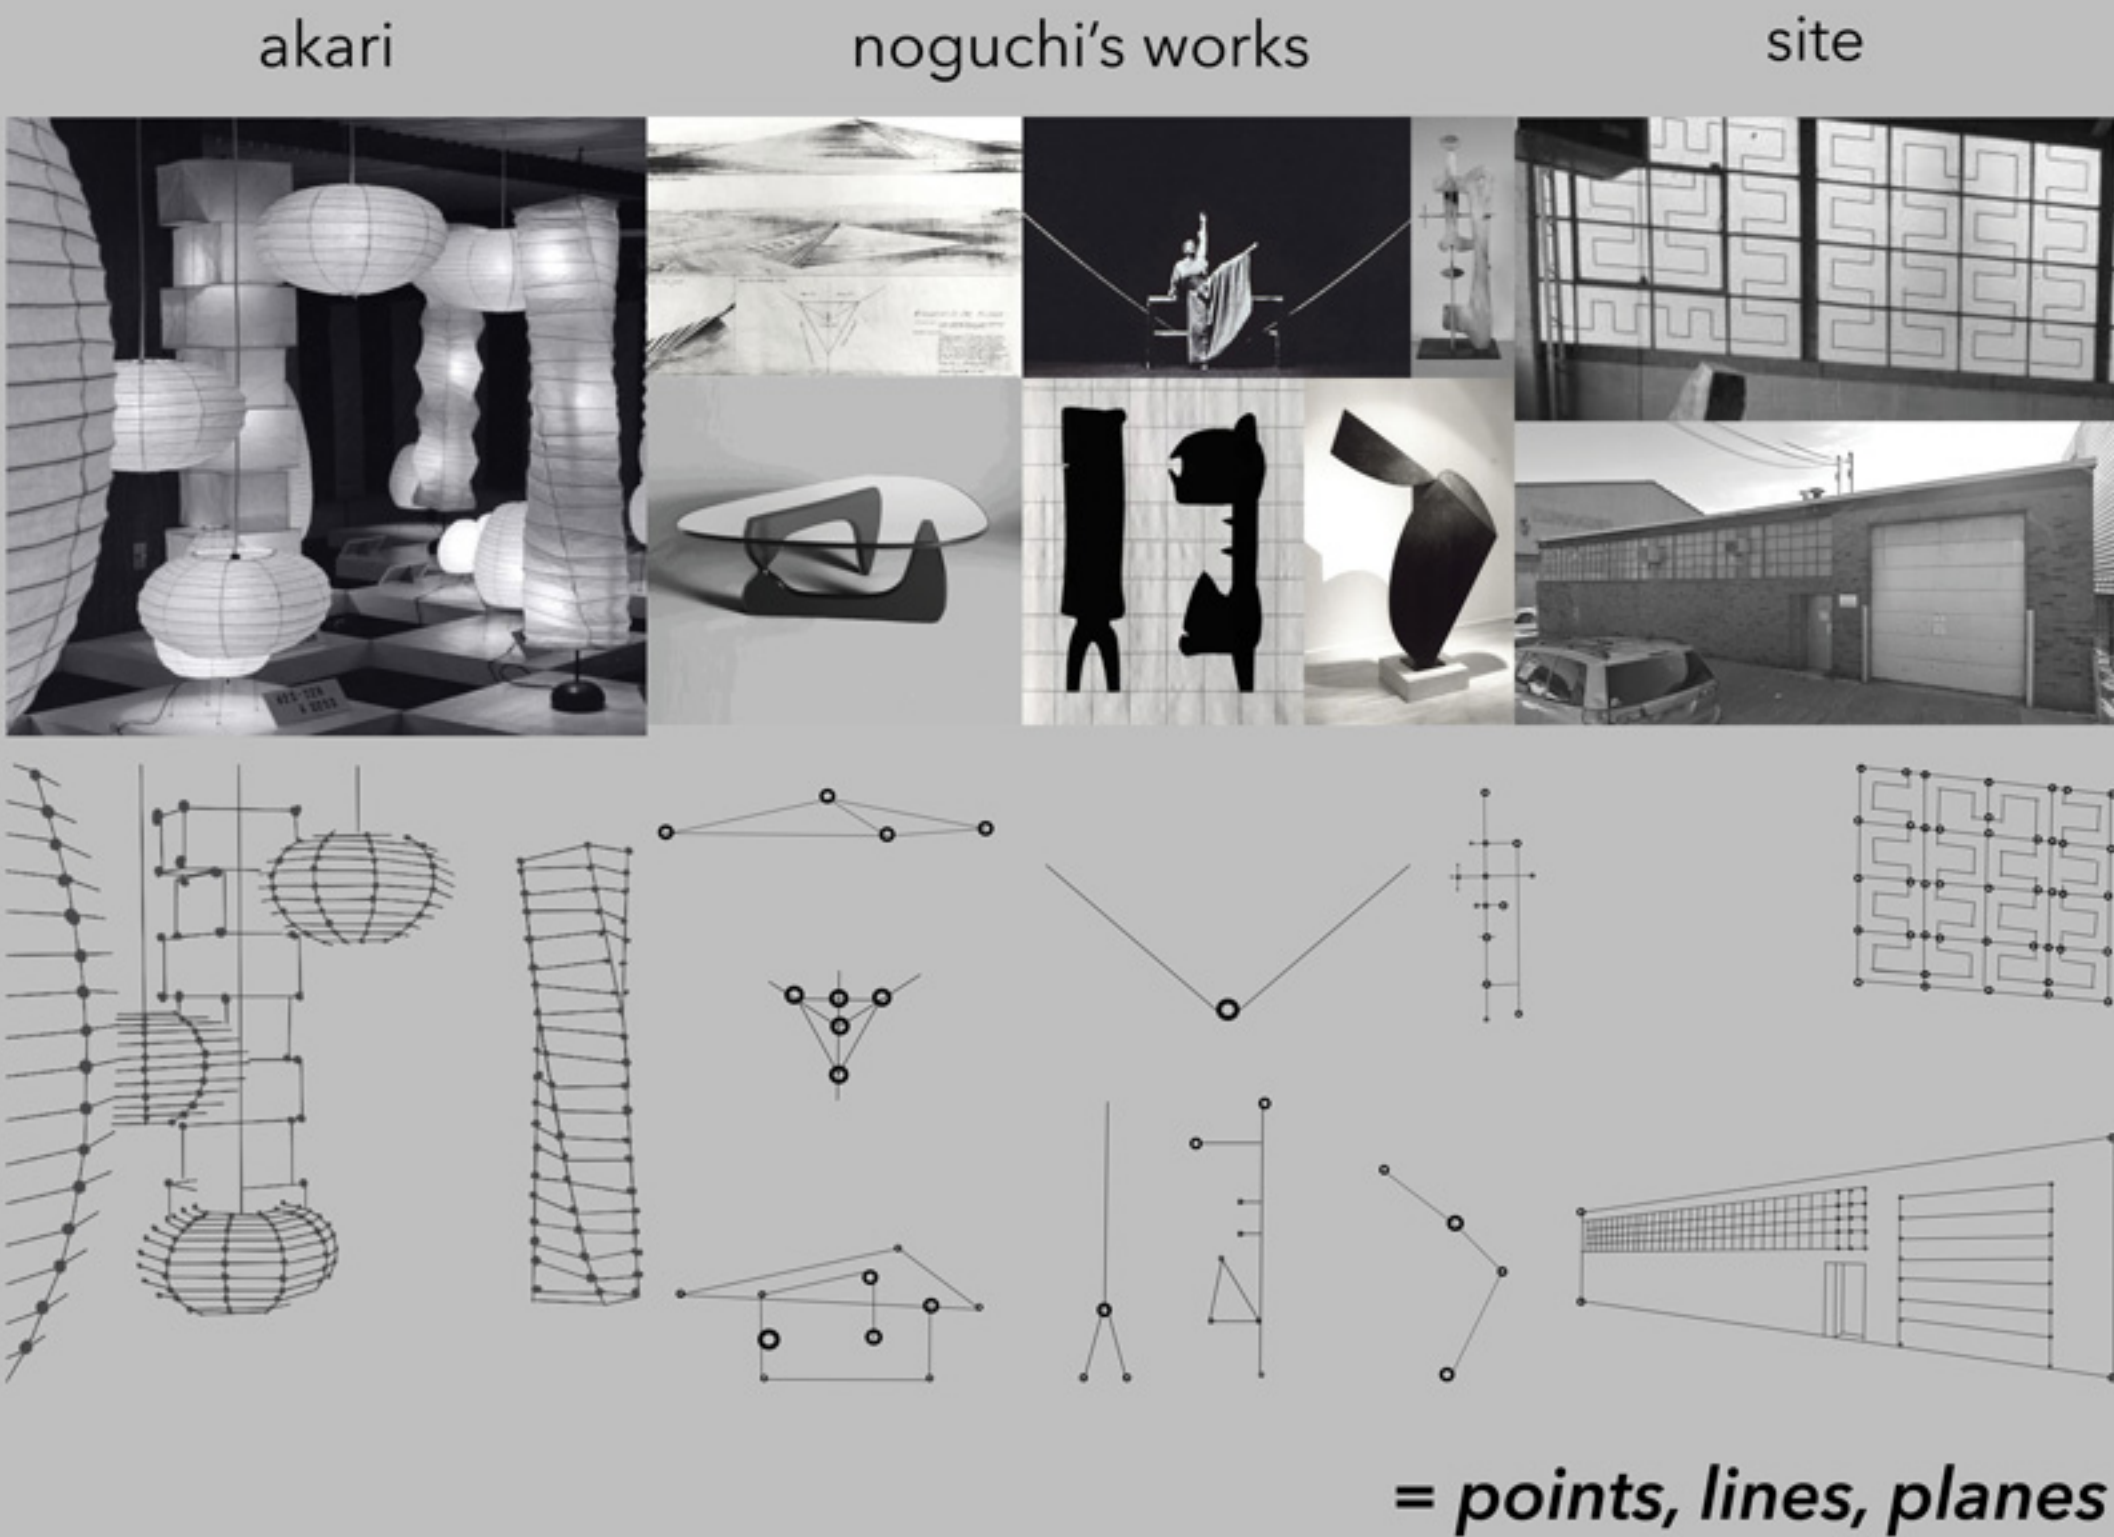 akari
noguchi's works
site
= points, lines, planes